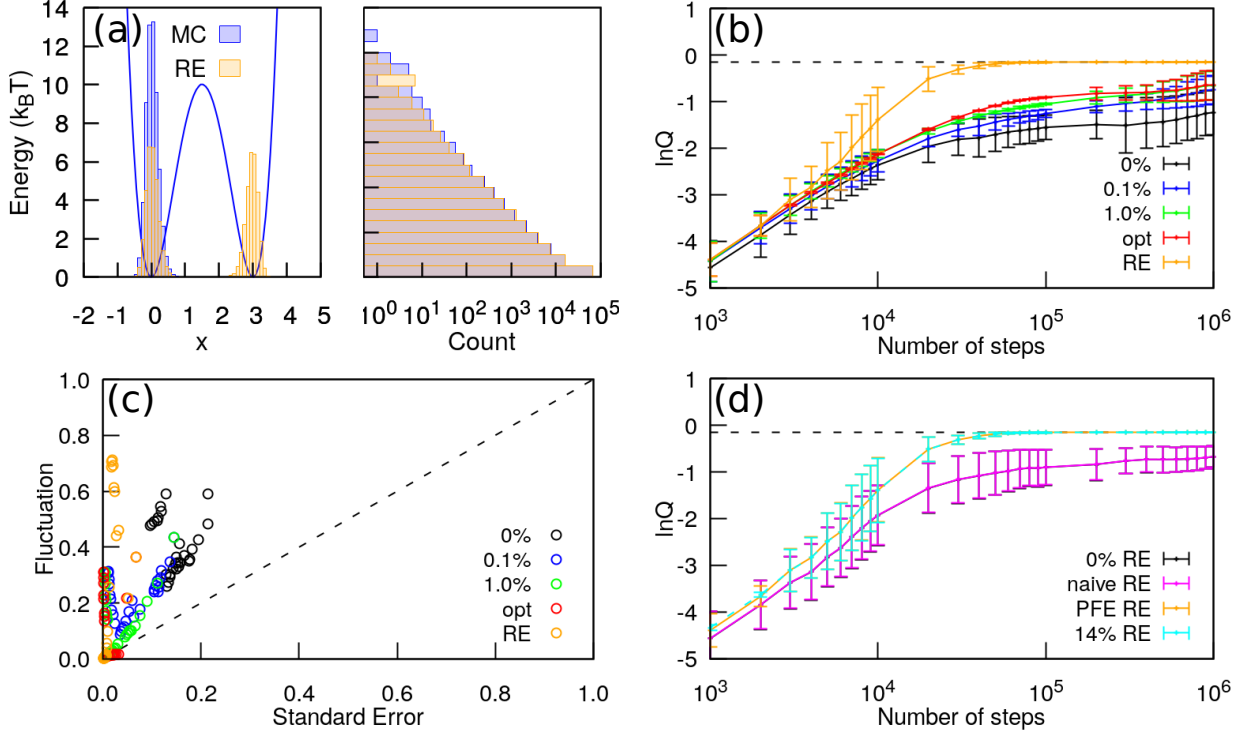 (a)
MC
RE
Energy (kBT)
14
12
10
8
6
4
2
0
-2 -1 0 1 2 3 4 5
x
10^0 10^1 10^2 10^3 10^4 10^5
Count
(b)
lnQ
1
0
-1
-2
-3
-4
-5
0%
0.1%
1.0%
opt
RE
10^3 10^4 10^5 10^6
Number of steps
(c)
Fluctuation
1.0
0.8
0.6
0.4
0.2
0.0
0%
0.1%
1.0%
opt
RE
0.0 0.2 0.4 0.6 0.8 1.0
Standard Error
(d)
lnQ
1
0
-1
-2
-3
-4
-5
0% RE
naive RE
PFE RE
14% RE
10^3 10^4 10^5 10^6
Number of steps